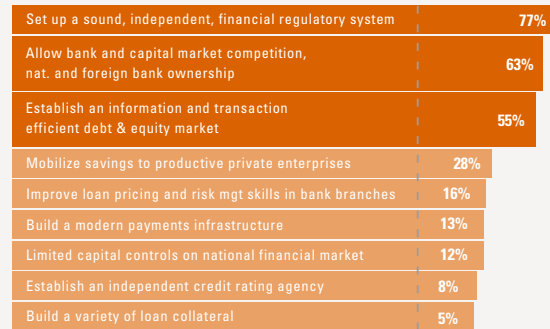 Set up a sound, independent, financial regulatory system 77%
Allow bank and capital market competition,
nat. and foreign bank ownership 63%
Establish an information and transaction
efficient debt & equity market 55%
Mobilize savings to productive private enterprises 28%
Improve loan pricing and risk mgt skills in bank branches 16%
Build a modern payments infrastructure 13%
Limited capital controls on national financial market 12%
Establish an independent credit rating agency 8%
Build a variety of loan collateral 5%